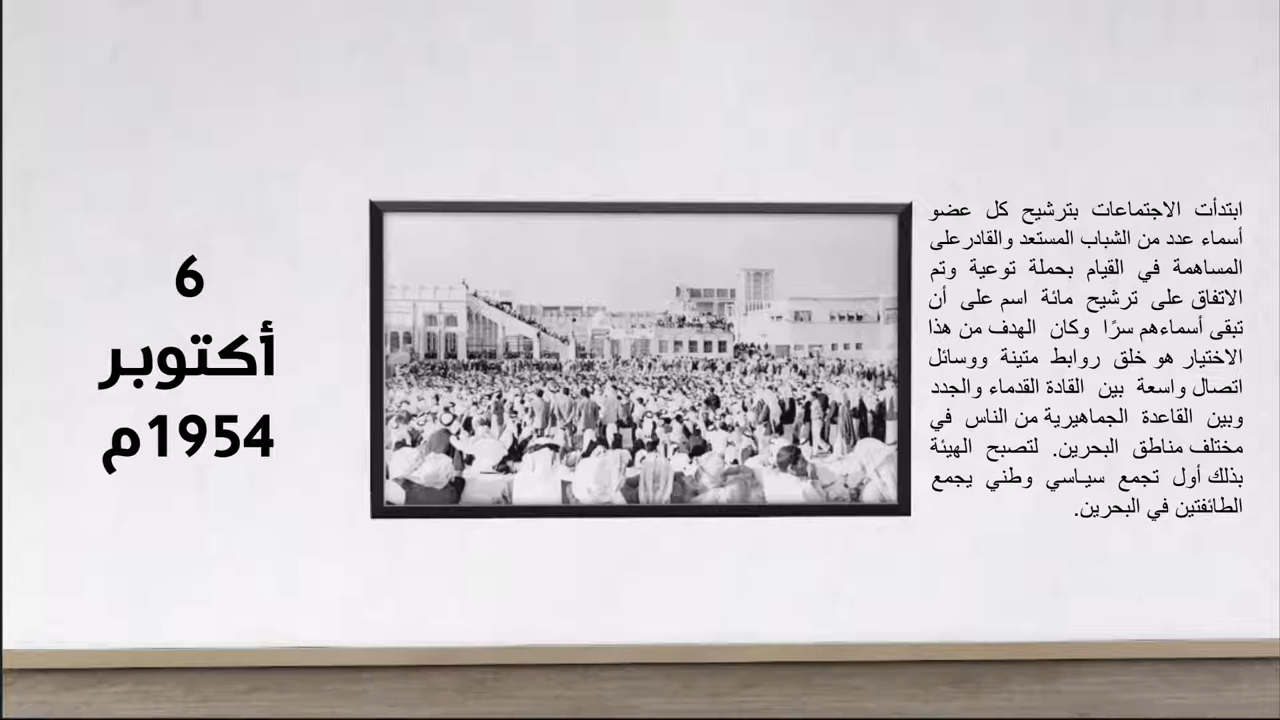 ابتدأت الاجتماعات بترشيح كل عضو
أسماء عدد من الشباب المستعد والقادرعلى
المساهمة في القيام بحملة توعية وتم
الاتفاق على ترشيح مائة اسم على أن
تبقى أسماءهم سرًا وكان الهدف من هذا
الاختيار هو خلق روابط متينة ووسائل
اتصال واسعة بين القادة القدماء والجدد
وبين القاعدة الجماهيرية من الناس في
مختلف مناطق البحرين. لتصبح الهيئة
بذلك أول تجمع سياسي وطني يجمع
الطائفتين في البحرين.
6
أكتوبر
1954م